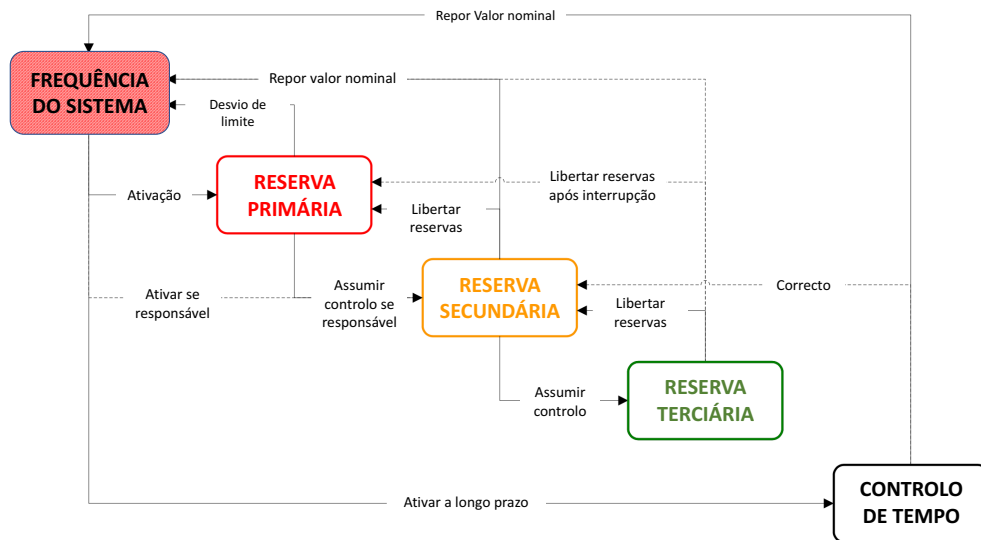 Repor Valor nominal
FREQUÊNCIA
DO SISTEMA
Repor valor nominal
Desvio de
limite
Ativação
RESERVA
PRIMÁRIA
Libertar reservas
após interrupção
Libertar
reservas
Ativar se
responsável
Assumir
controlo se
responsável
RESERVA
SECUNDÁRIA
Correcto
Libertar
reservas
Assumir
controlo
RESERVA
TERCIÁRIA
Ativar a longo prazo
CONTROLO
DE TEMPO